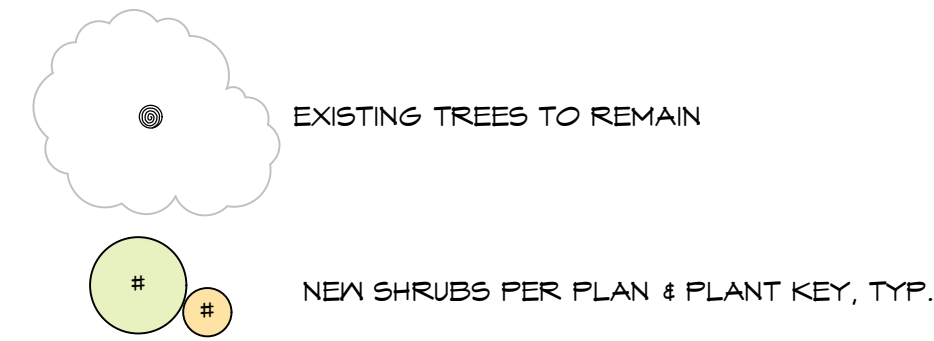 EXISTING TREES TO REMAIN
#
#
NEW SHRUBS PER PLAN & PLANT KEY, TYP.